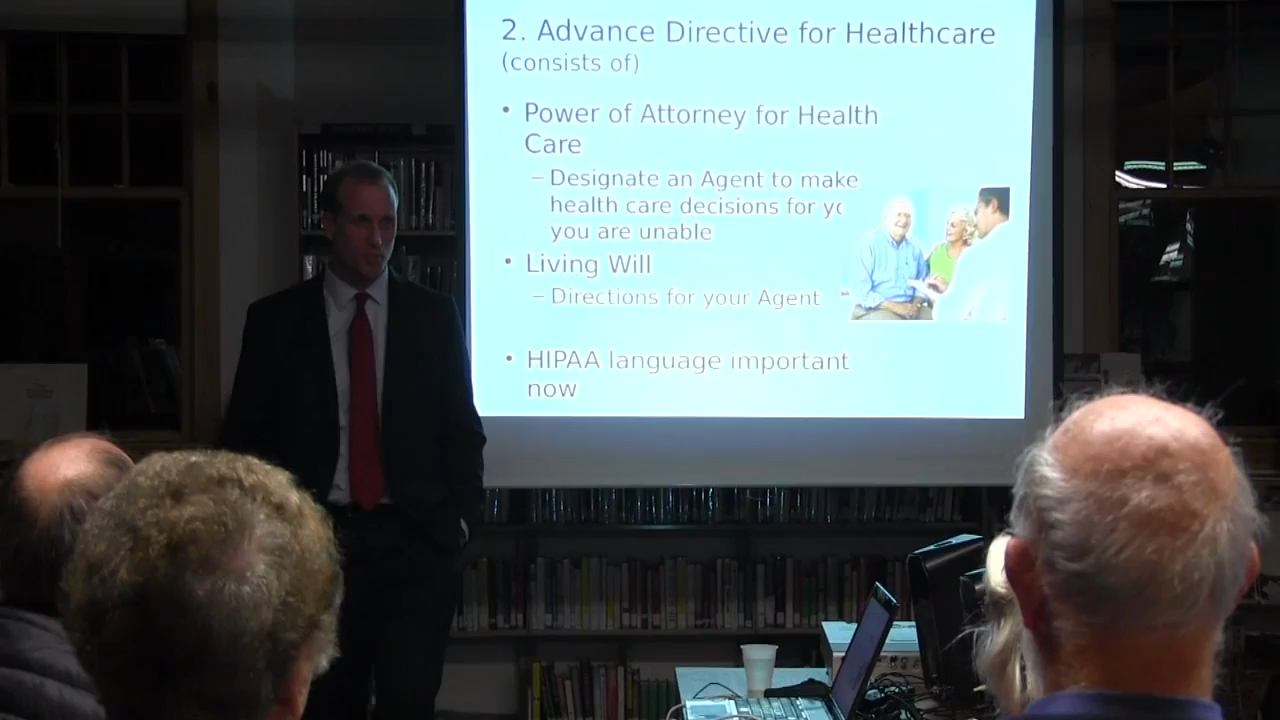 2. Advance Directive for Healthcare
(consists of)
• Power of Attorney for Health
Care
– Designate an Agent to make
health care decisions for yo
you are unable
• Living Will
– Directions for your Agent
• HIPAA language important
now